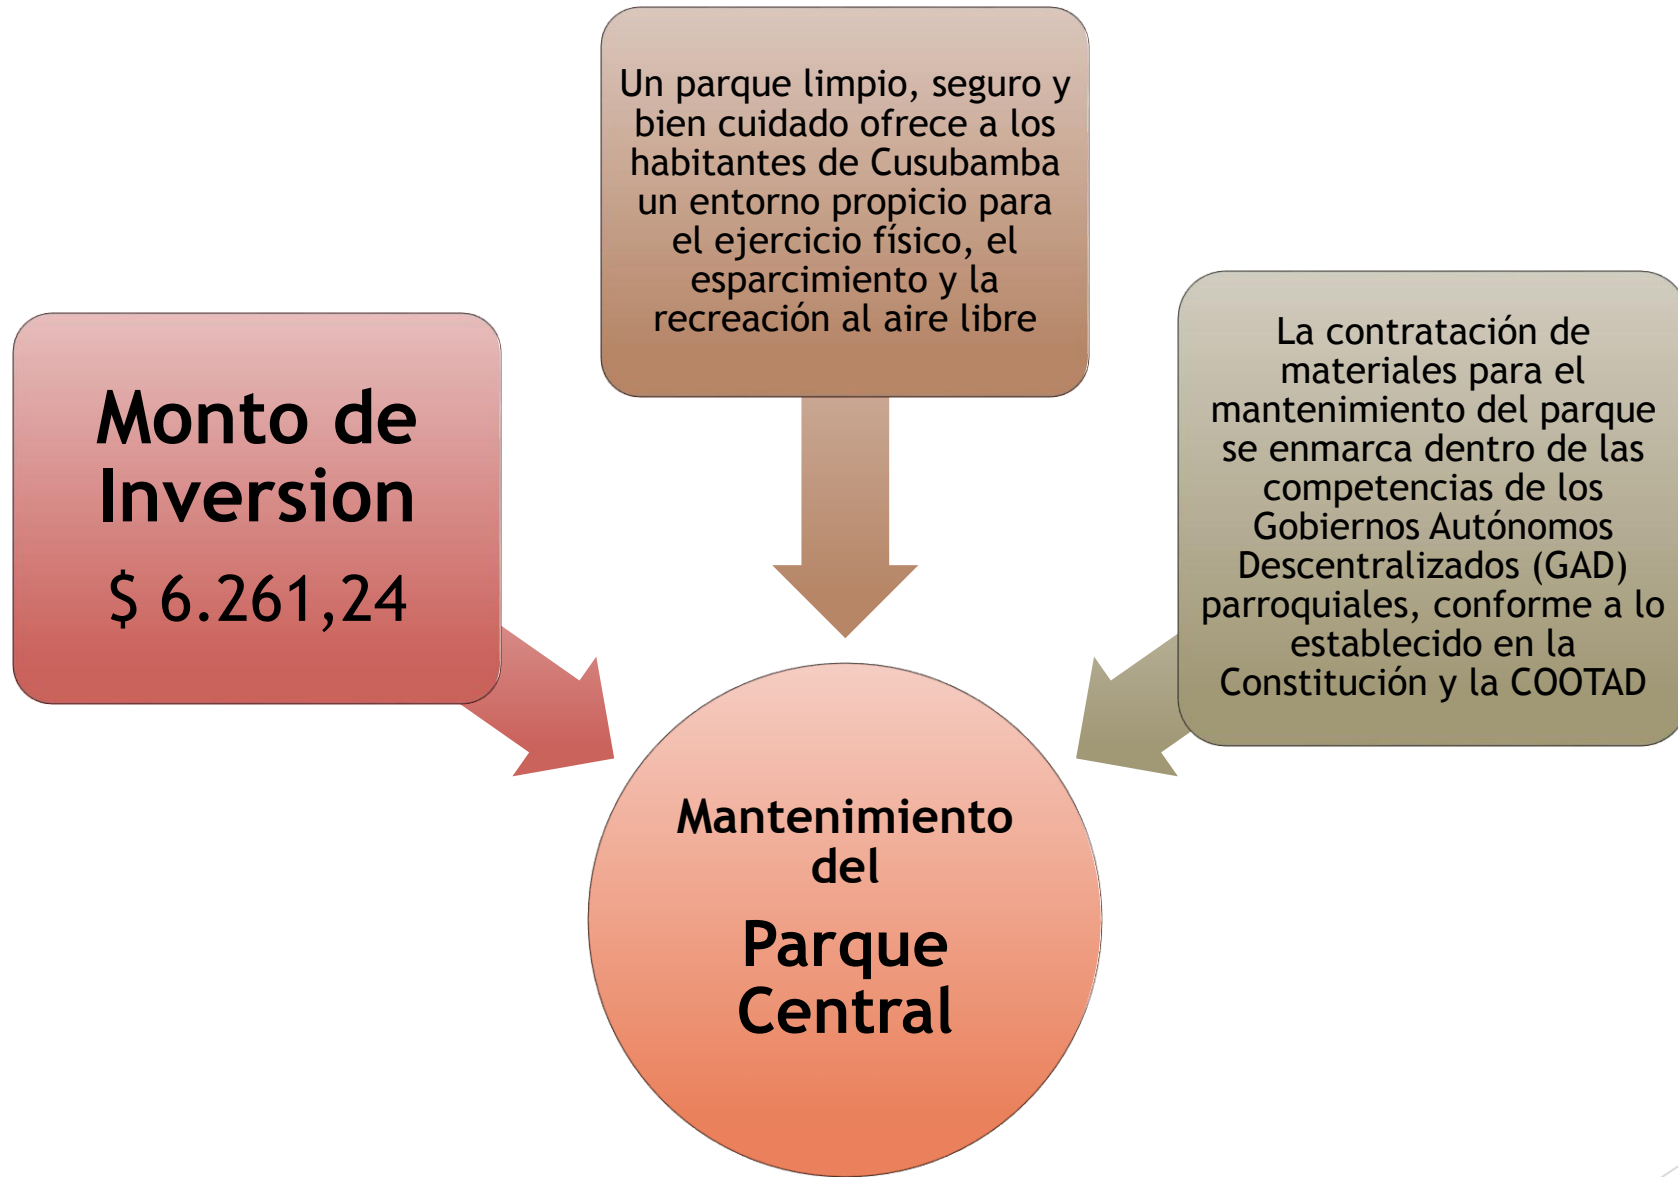 Monto de
Inversion
$ 6.261,24
Un parque limpio, seguro y
bien cuidado ofrece a los
habitantes de Cusubamba
un entorno propicio para
el ejercicio físico, el
esparcimiento y la
recreación al aire libre
La contratación de
materiales para el
mantenimiento del parque
se enmarca dentro de las
competencias de los
Gobiernos Autónomos
Descentralizados (GAD)
parroquiales, conforme a lo
establecido en la
Constitución y la COOTAD
Mantenimiento
del
Parque
Central